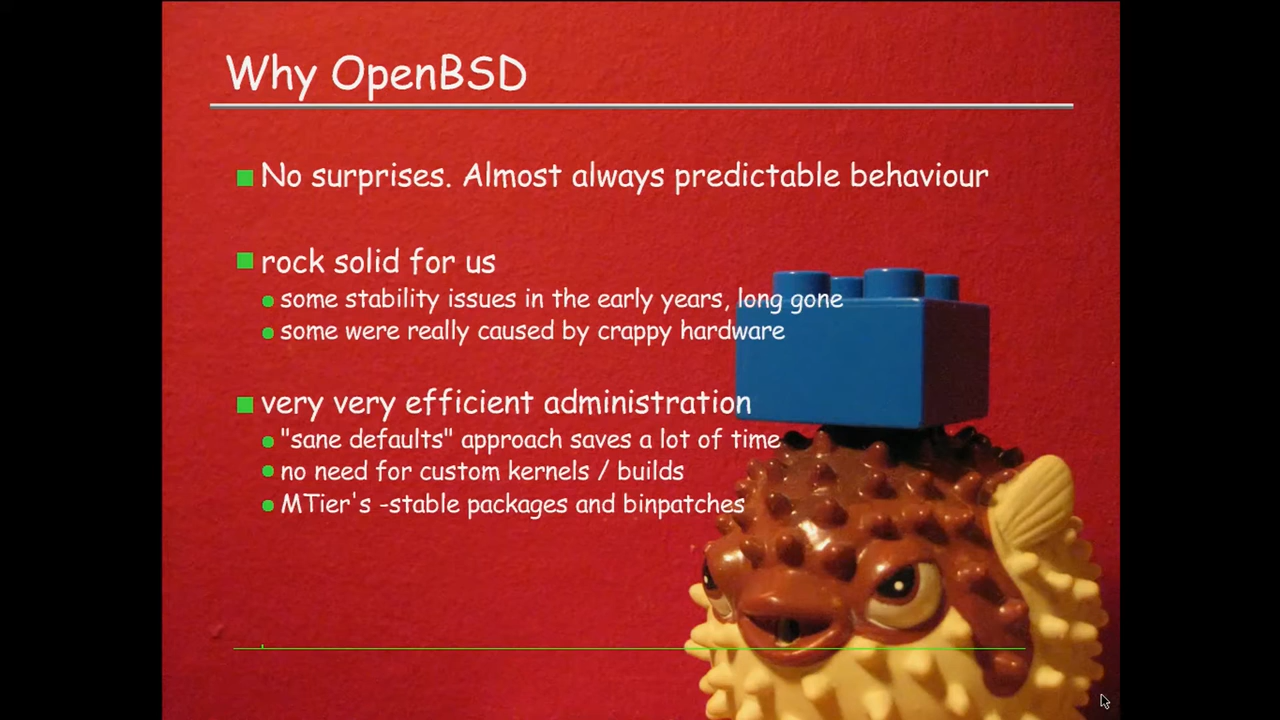 Why OpenBSD
No surprises. Almost always predictable behaviour
rock solid for us
some stability issues in the early years, long gone
some were really caused by crappy hardware
very very efficient administration
"sane defaults" approach saves a lot of time
no need for custom kernels / builds
MTier's -stable packages and binpatches